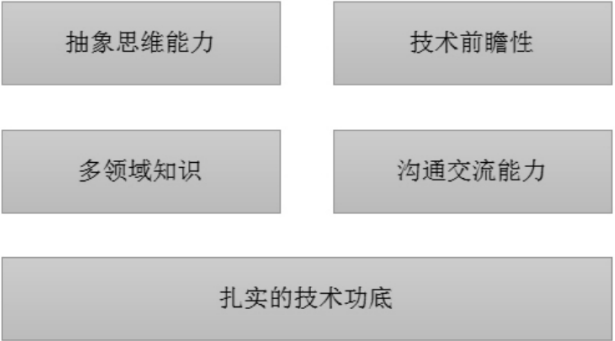 抽象思维能力
技术前瞻性
多领域知识
沟通交流能力
扎实的技术功底